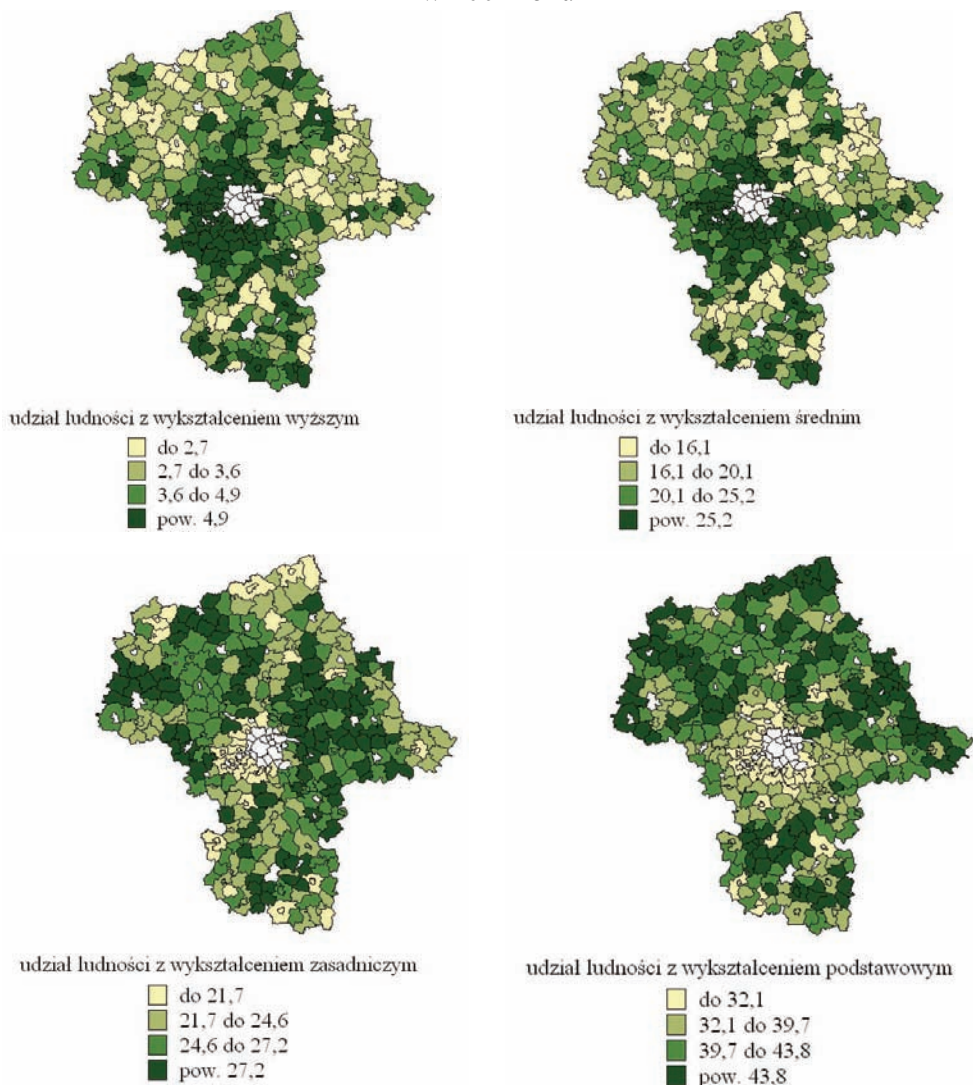 udział ludności z wykształceniem wyższym
do 2,7
2,7 do 3,6
3,6 do 4,9
pow. 4,9
udział ludności z wykształceniem średnim
do 16,1
16,1 do 20,1
20,1 do 25,2
pow. 25,2
udział ludności z wykształceniem zasadniczym
do 21,7
21,7 do 24,6
24,6 do 27,2
pow. 27,2
udział ludności z wykształceniem podstawowym
do 32,1
32,1 do 39,7
39,7 do 43,8
pow. 43,8